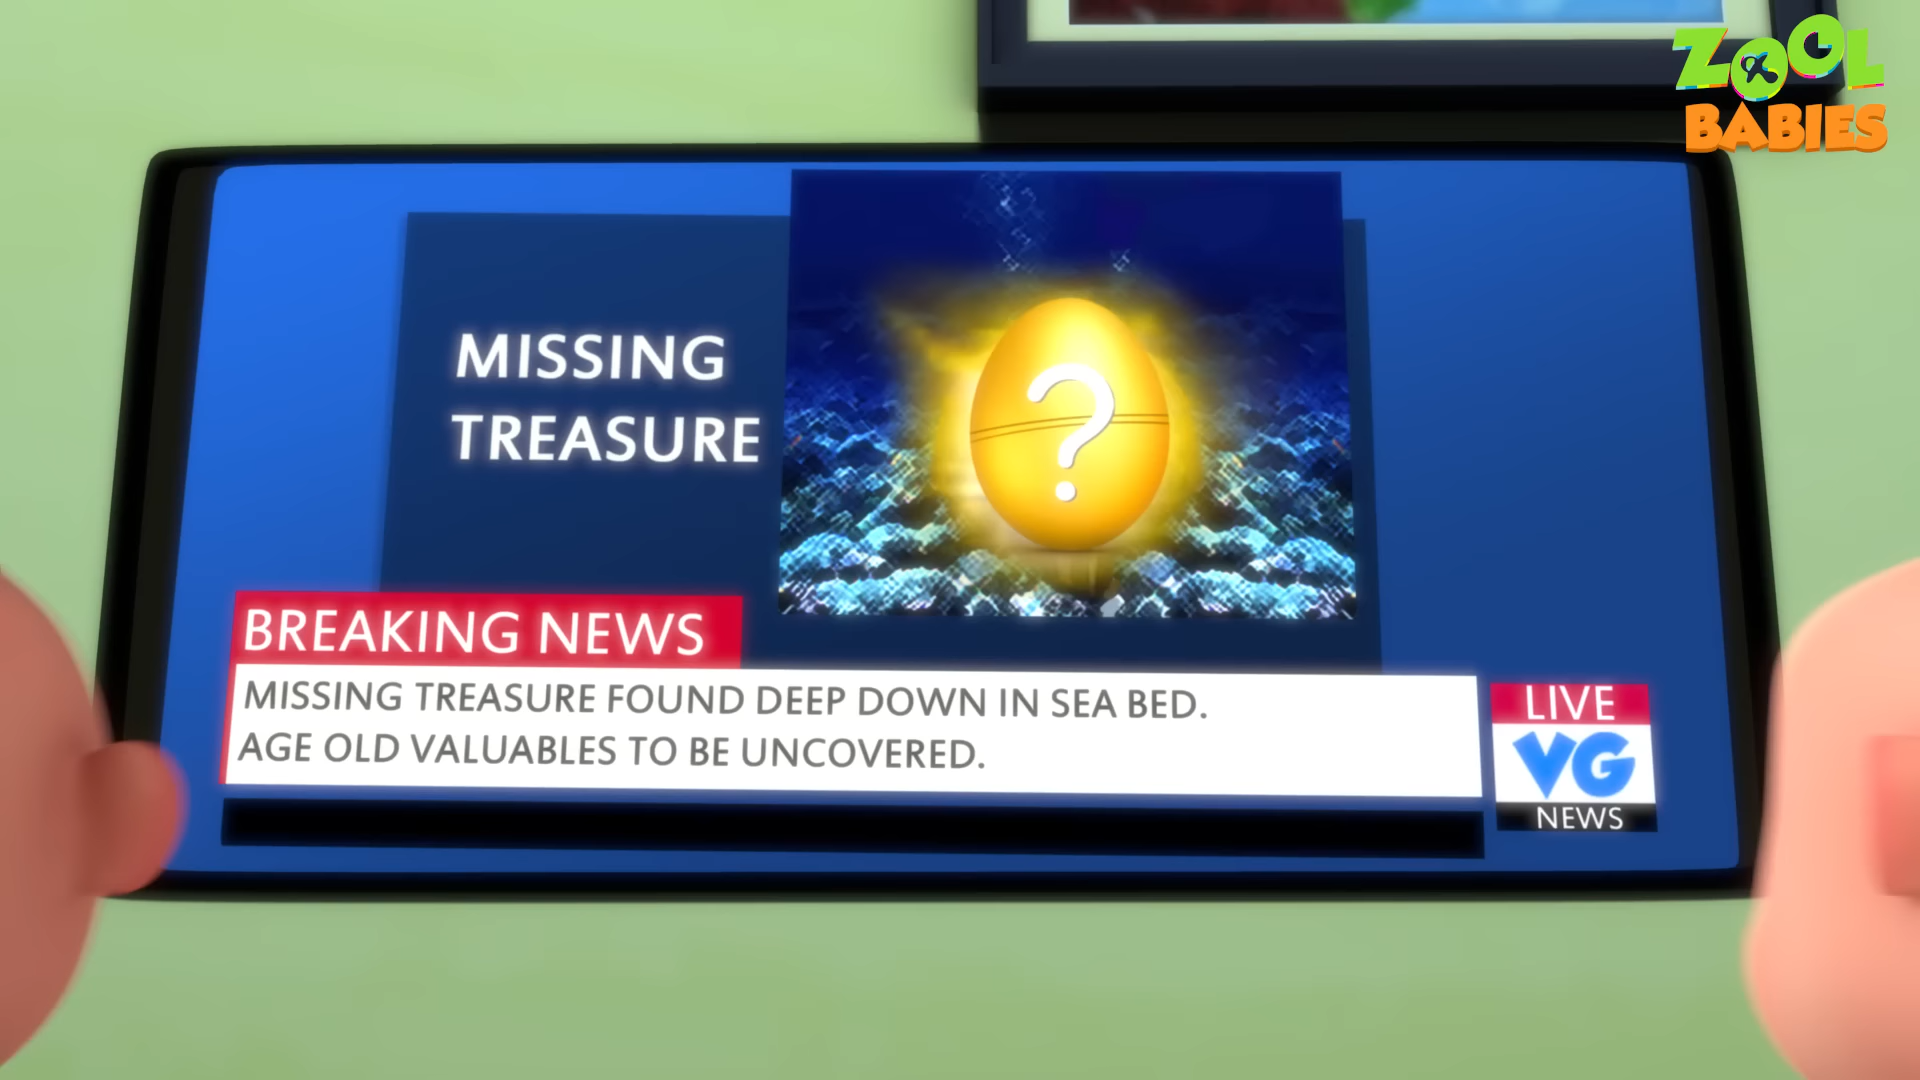 ZOOL
BABIES
MISSING
TREASURE
?
BREAKING NEWS
MISSING TREASURE FOUND DEEP DOWN IN SEA BED.
AGE OLD VALUABLES TO BE UNCOVERED.
LIVE
VG
NEWS